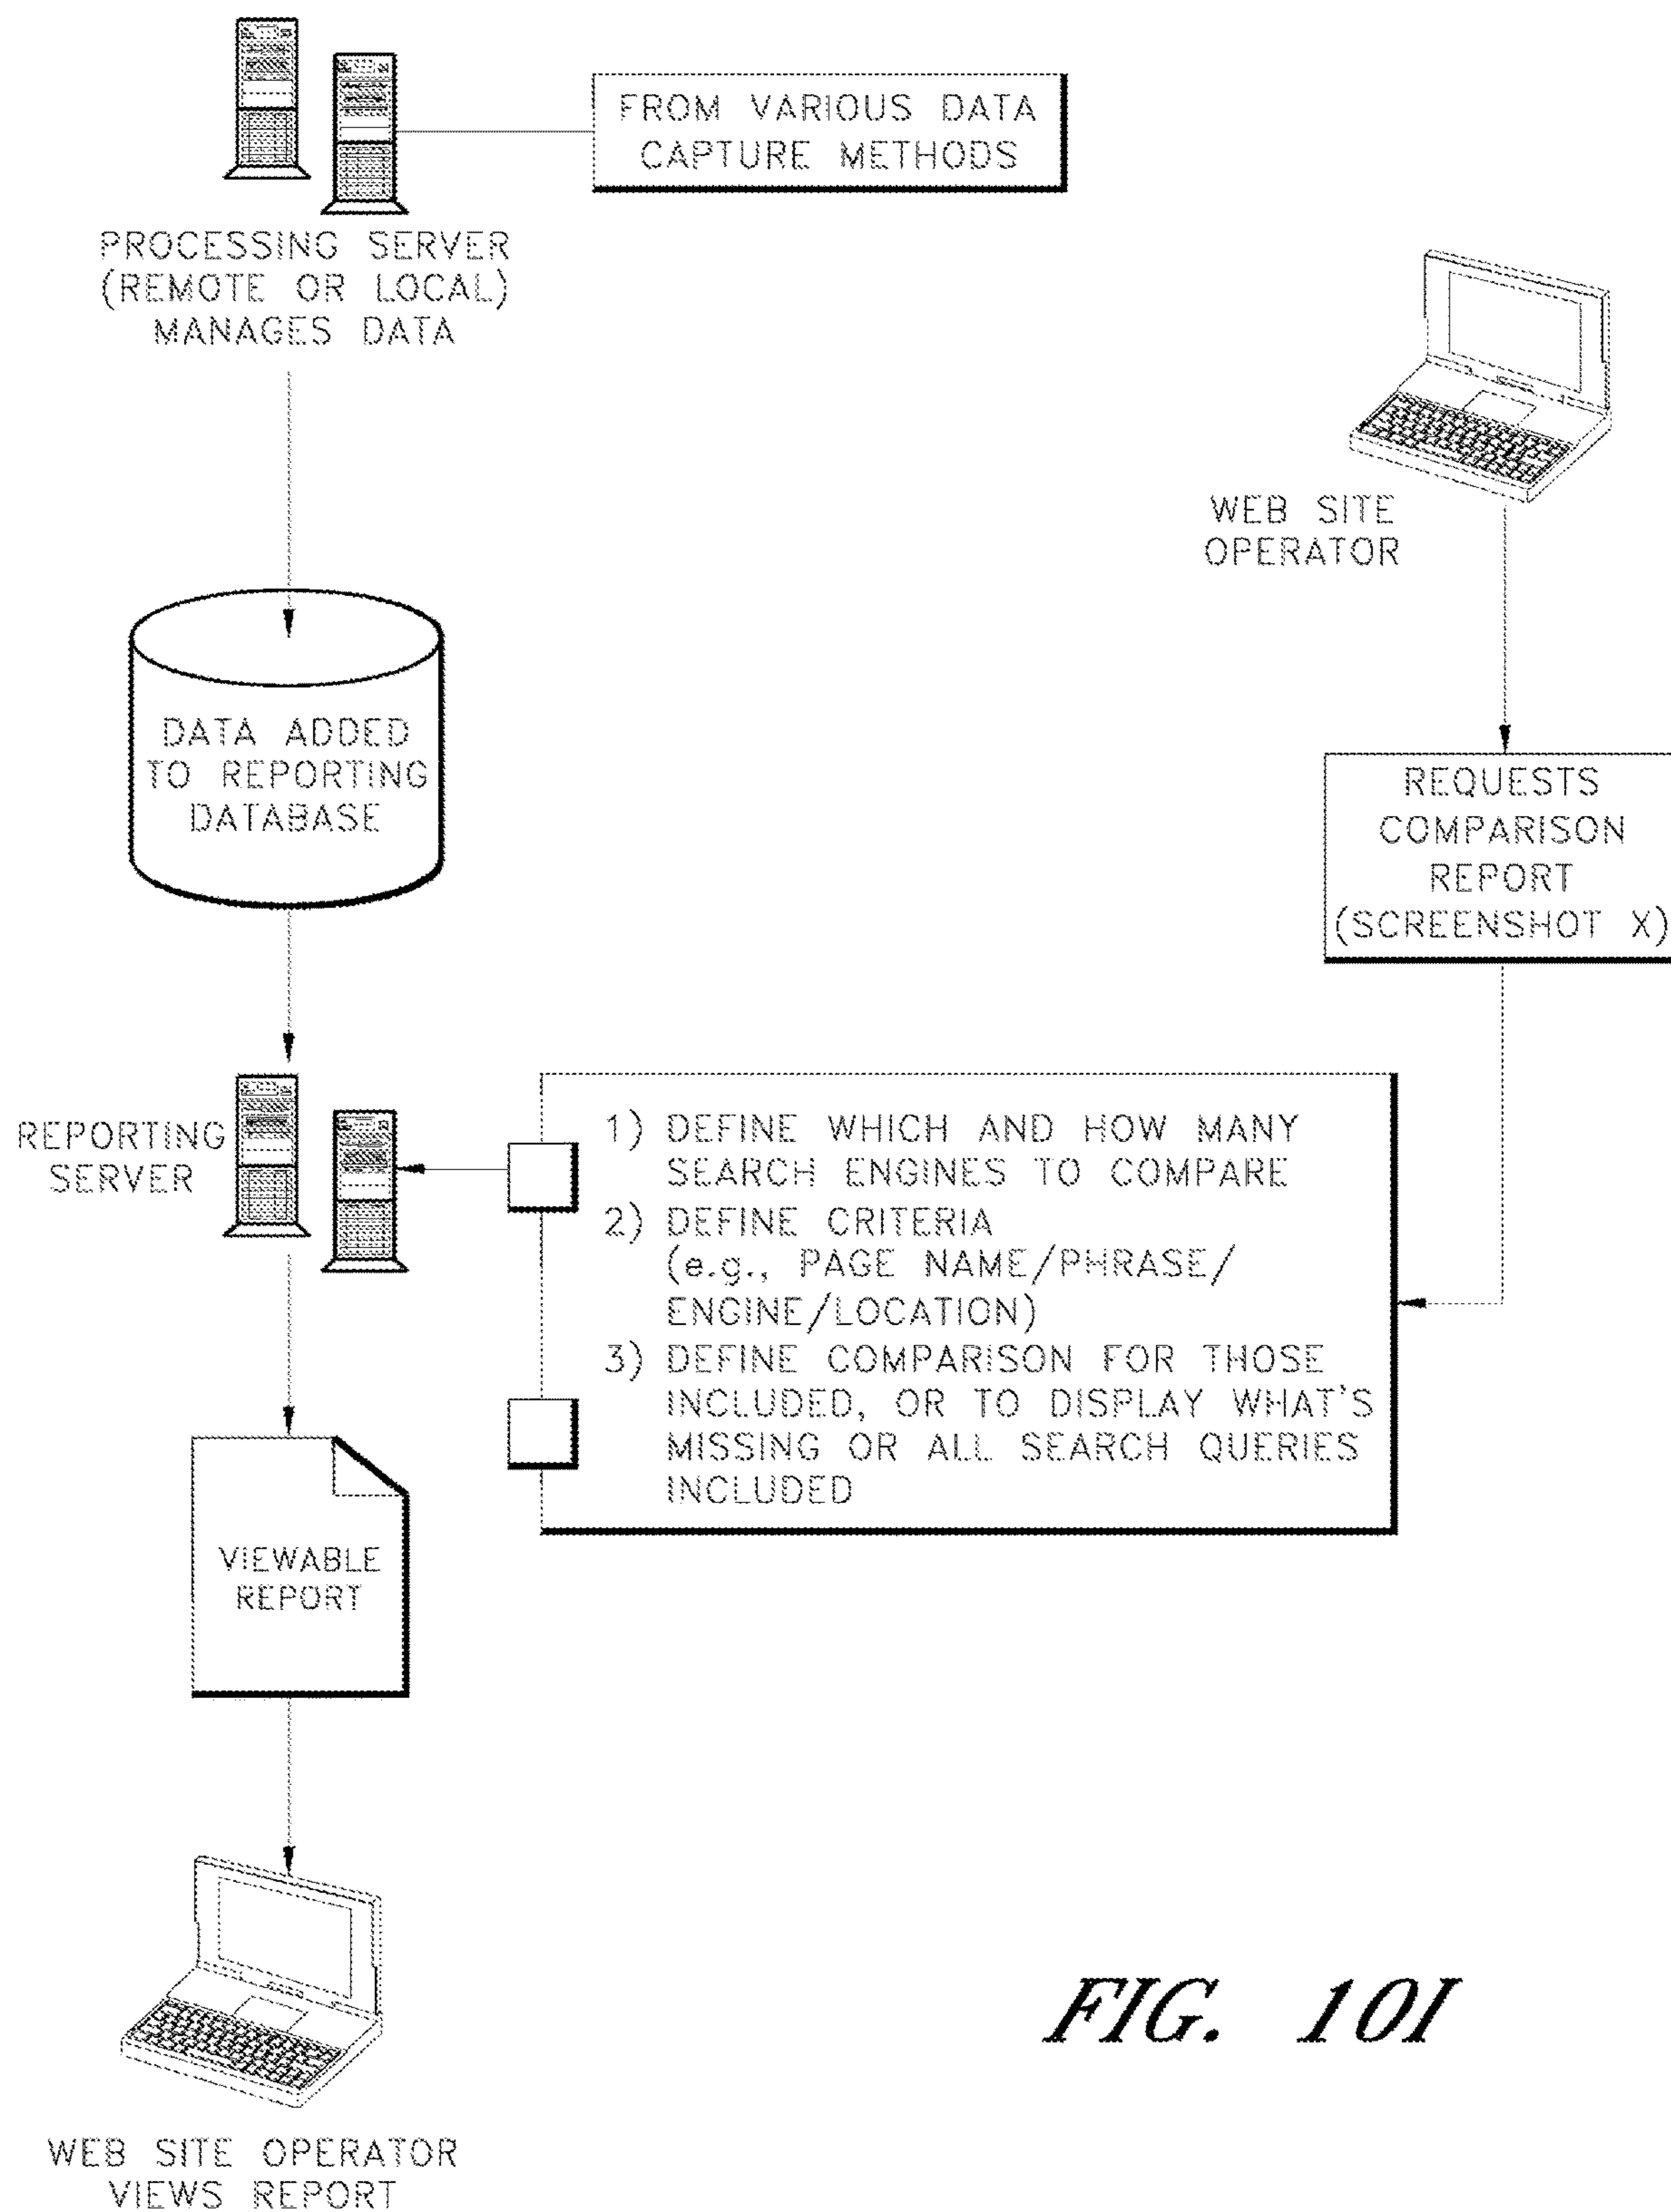 FROM VARIOUS DATA
CAPTURE METHODS
PROCESSING SERVER
(REMOTE OR LOCAL)
MANAGES DATA
WEB SITE
OPERATOR
DATA ADDED
TO REPORTING
DATABASE
REQUESTS
COMPARISON
REPORT
(SCREENSHOT X)
REPORTING
SERVER
1) DEFINE WHICH AND HOW MANY
SEARCH ENGINES TO COMPARE
2) DEFINE CRITERIA
(e.g., PAGE NAME/PHRASE/
ENGINE/LOCATION)
3) DEFINE COMPARISON FOR THOSE
INCLUDED, OR TO DISPLAY WHAT'S
MISSING OR ALL SEARCH QUERIES
INCLUDED
VIEWABLE
REPORT
WEB SITE OPERATOR
VIEWS REPORT
FIG. 10I